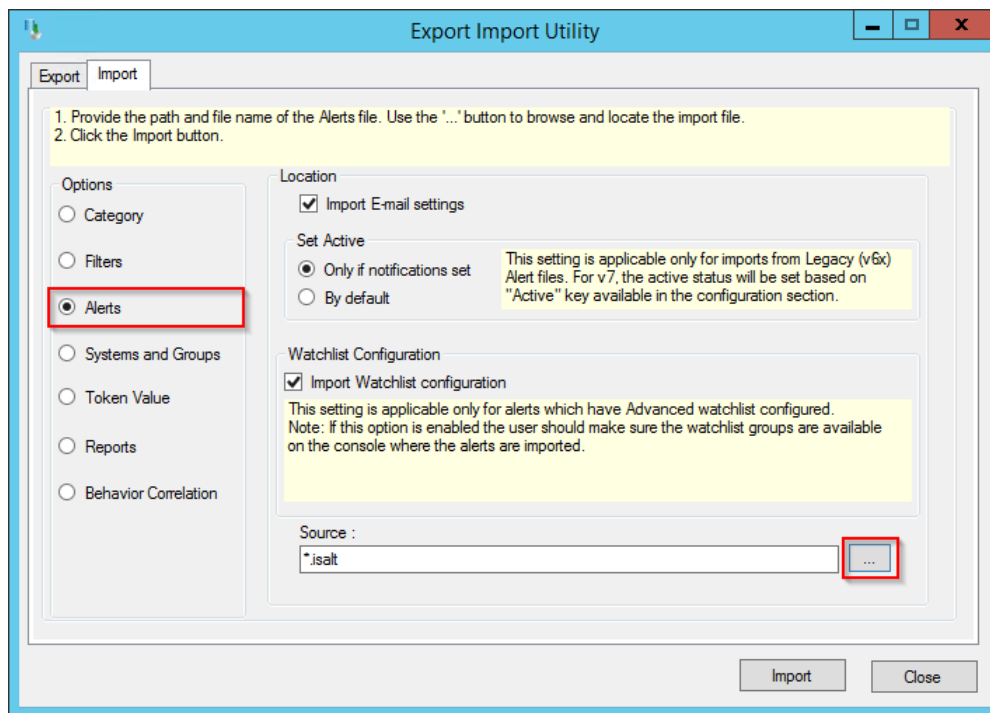 Export Import Utility
Export
Import
1. Provide the path and file name of the Alerts file. Use the '...' button to browse and locate the import file.
2. Click the Import button.
Options
Category
Filters
Alerts
Systems and Groups
Token Value
Reports
Behavior Correlation
Location
Import E-mail settings
Set Active
Only if notifications set
By default
This setting is applicable only for imports from Legacy (v6x)
Alert files. For v7, the active status will be set based on
"Active" key available in the configuration section.
Watchlist Configuration
Import Watchlist configuration
This setting is applicable only for alerts which have Advanced watchlist configured.
Note: If this option is enabled the user should make sure the watchlist groups are available
on the console where the alerts are imported.
Source :
*.isalt
...
Import
Close